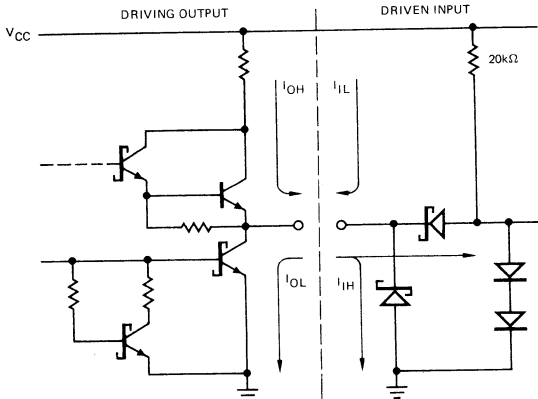 DRIVING OUTPUT
DRIVEN INPUT
VCC
20kΩ
IOH
IIL
IOL
IIH